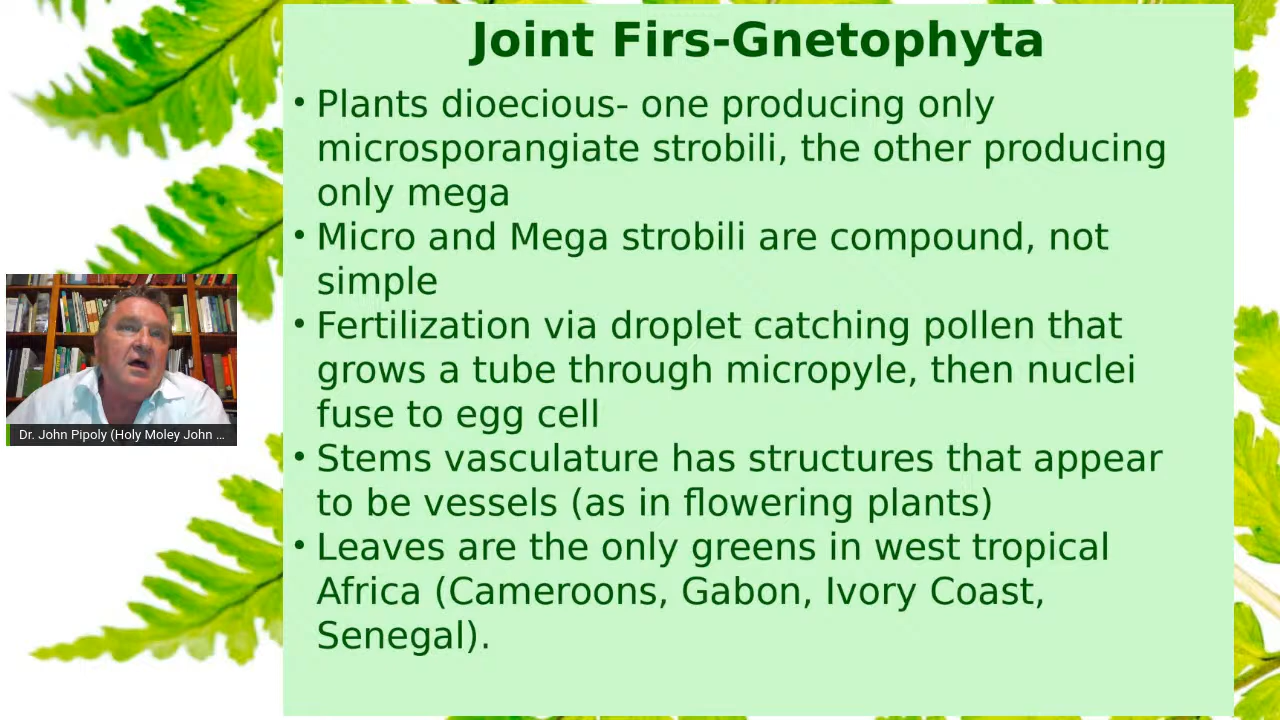 Joint Firs-Gnetophyta
• Plants dioecious- one producing only
microsporangiate strobili, the other producing
only mega
• Micro and Mega strobili are compound, not
simple
• Fertilization via droplet catching pollen that
grows a tube through micropyle, then nuclei
fuse to egg cell
• Stems vasculature has structures that appear
to be vessels (as in flowering plants)
• Leaves are the only greens in west tropical
Africa (Cameroons, Gabon, Ivory Coast,
Senegal).
Dr. John Pipoly (Holy Moley John ...